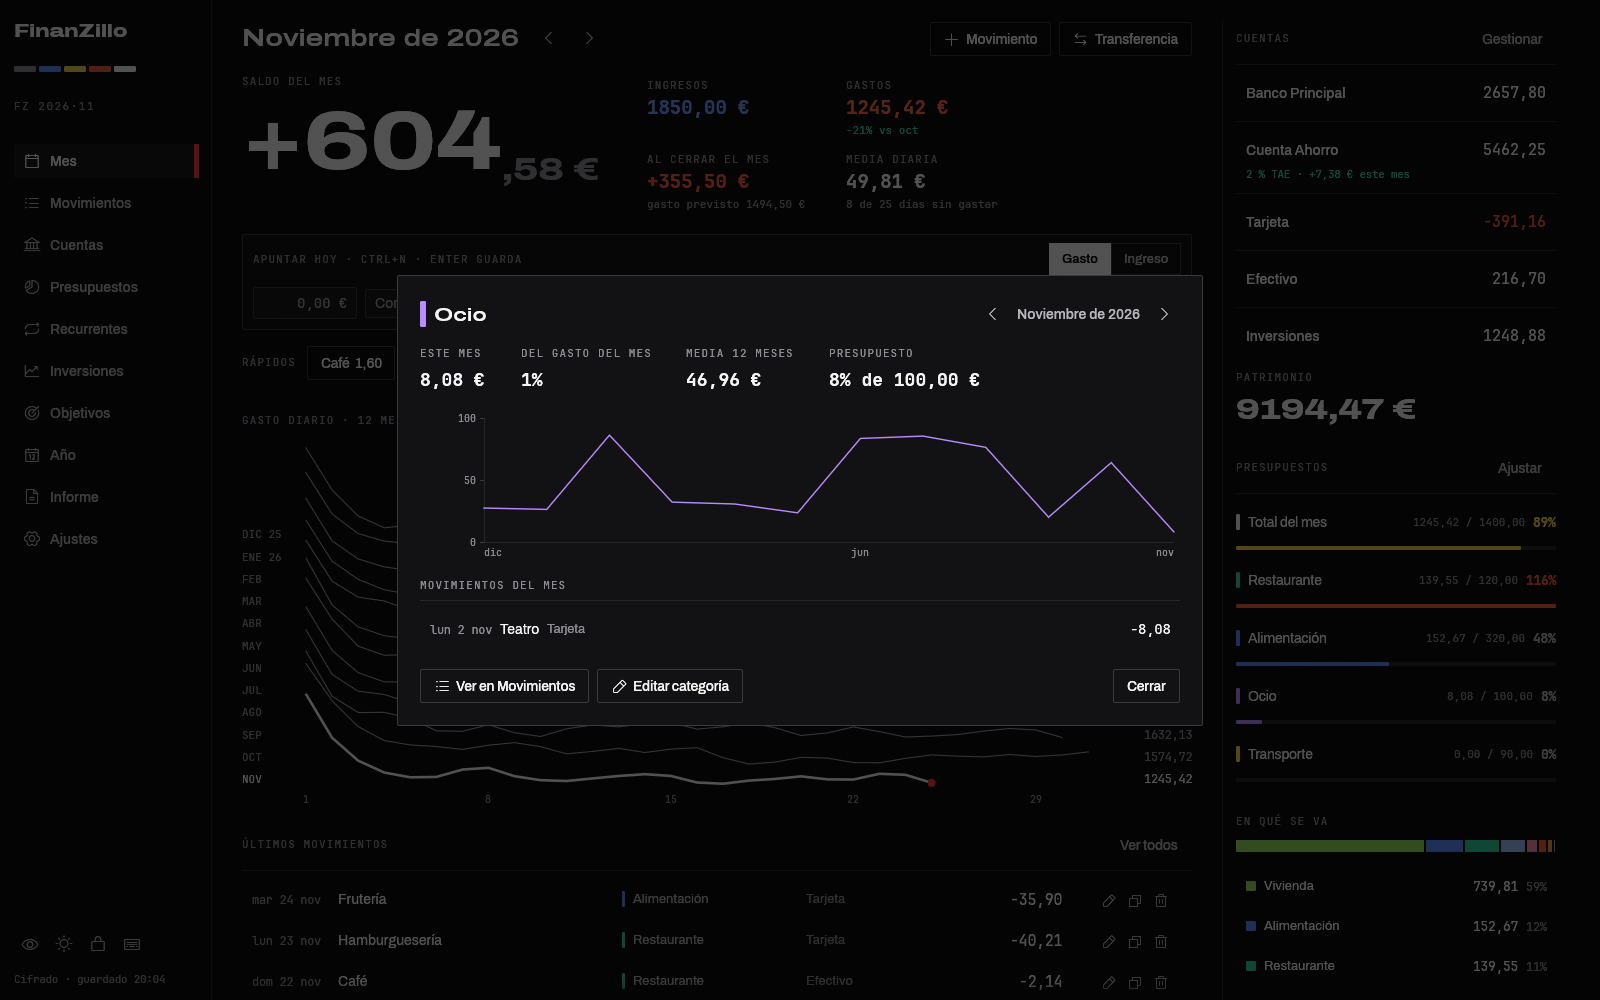 FinanZillo
FZ 2026·11
Mes
Movimientos
Cuentas
Presupuestos
Recurrentes
Inversiones
Objetivos
Año
Informe
Ajustes
Cifrado · guardado 20:04
Noviembre de 2026
Movimiento
Transferencia
SALDO DEL MES
+604,58 €
INGRESOS
1850,00 €
GASTOS
1245,42 €
-21% vs oct
AL CERRAR EL MES
+355,50 €
gasto previsto 1494,50 €
MEDIA DIARIA
49,81 €
8 de 25 días sin gastar
APUNTAR HOY · CTRL+N · ENTER GUARDA
Gasto
Ingreso
0,00 €
RÁPIDOS
Café 1,60
GASTO DIARIO · 12 ME
DIC 25
ENE 26
FEB
MAR
ABR
MAY
JUN
JUL
AGO
SEP
1632,13
OCT
1574,72
NOV
1245,42
1 8 15 22 29
Ocio
Noviembre de 2026
ESTE MES
8,08 €
DEL GASTO DEL MES
1%
MEDIA 12 MESES
46,96 €
PRESUPUESTO
8% de 100,00 €
100
50
0
dic jun nov
MOVIMIENTOS DEL MES
lun 2 nov Teatro Tarjeta -8,08
Ver en Movimientos
Editar categoría
Cerrar
ÚLTIMOS MOVIMIENTOS
Ver todos
mar 24 nov Frutería Alimentación Tarjeta -35,90
lun 23 nov Hamburguesería Restaurante Tarjeta -40,21
dom 22 nov Café Restaurante Efectivo -2,14
CUENTAS
Gestionar
Banco Principal 2657,80
Cuenta Ahorro 5462,25
2 % TAE · +7,38 € este mes
Tarjeta -391,16
Efectivo 216,70
Inversiones 1248,88
PATRIMONIO
9194,47 €
PRESUPUESTOS
Ajustar
Total del mes 1245,42 / 1400,00 89%
Restaurante 139,55 / 120,00 116%
Alimentación 152,67 / 320,00 48%
Ocio 8,08 / 100,00 8%
Transporte 0,00 / 90,00 0%
EN QUÉ SE VA
Vivienda 739,81 59%
Alimentación 152,67 12%
Restaurante 139,55 11%